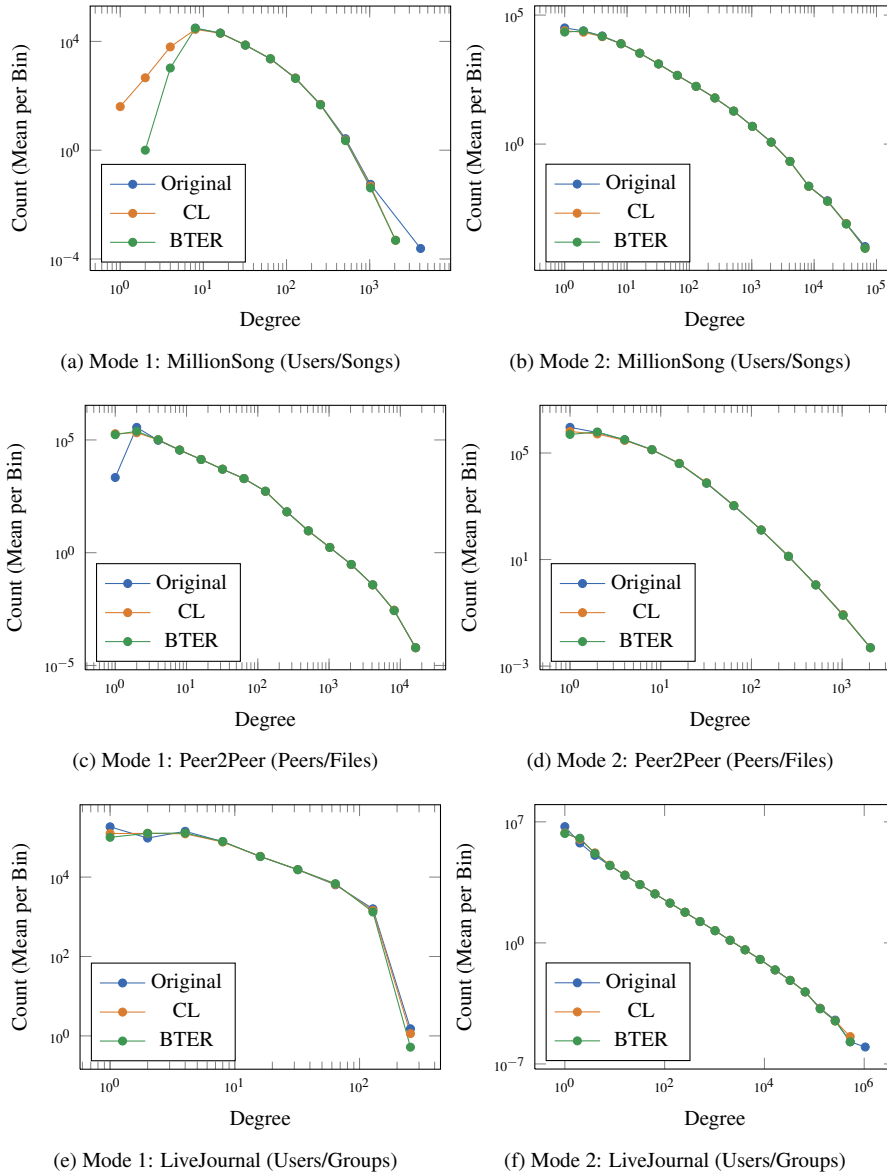 10^4
10^0
10^-4
Count (Mean per Bin)
Original
CL
BTER
10^0 10^1 10^2 10^3
Degree
(a) Mode 1: MillionSong (Users/Songs)
10^5
10^0
Count (Mean per Bin)
Original
CL
BTER
10^0 10^1 10^2 10^3 10^4 10^5
Degree
(b) Mode 2: MillionSong (Users/Songs)
10^5
10^0
10^-5
Count (Mean per Bin)
Original
CL
BTER
10^0 10^1 10^2 10^3 10^4
Degree
(c) Mode 1: Peer2Peer (Peers/Files)
10^5
10^1
10^-3
Count (Mean per Bin)
Original
CL
BTER
10^0 10^1 10^2 10^3
Degree
(d) Mode 2: Peer2Peer (Peers/Files)
10^4
10^2
10^0
Count (Mean per Bin)
Original
CL
BTER
10^0 10^1 10^2
Degree
(e) Mode 1: LiveJournal (Users/Groups)
10^7
10^0
10^-7
Count (Mean per Bin)
Original
CL
BTER
10^0 10^2 10^4 10^6
Degree
(f) Mode 2: LiveJournal (Users/Groups)